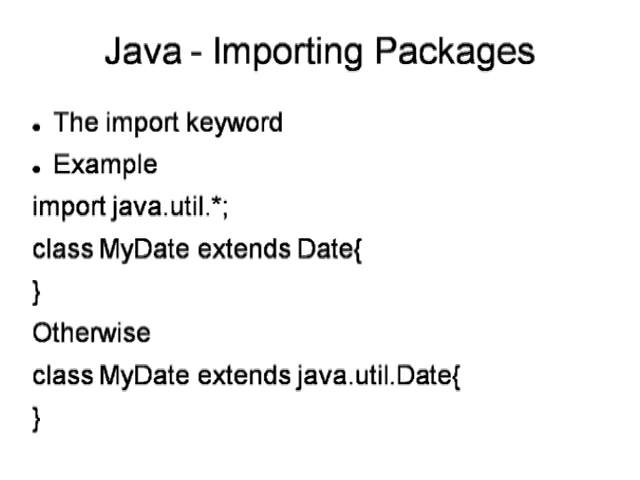 Java - Importing Packages
• The import keyword
• Example
import java.util.*;
class MyDate extends Date{
}
Otherwise
class MyDate extends java.util.Date{
}